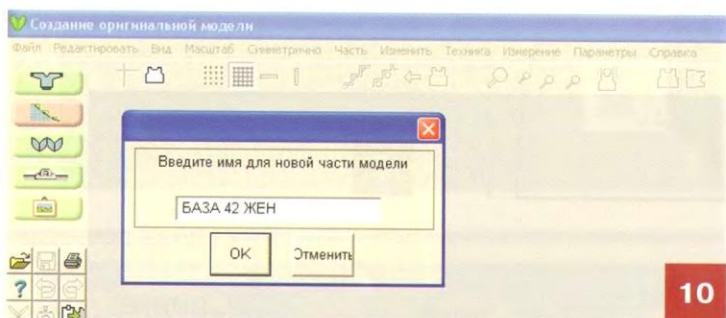 Создание оригинальной модели
Файл Редактировать Вид Масштаб Симметрично Часть Изменить Техника Измерение Параметры Справка
Введите имя для новой части модели
БАЗА 42 ЖЕН
OK Отменить
?
10